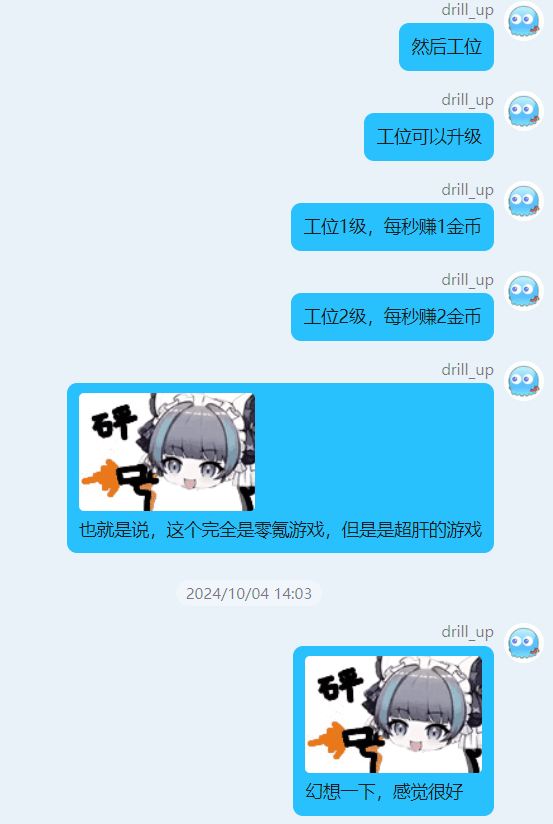 drill_up
然后工位
drill_up
工位可以升级
drill_up
工位1级，每秒赚1金币
drill_up
工位2级，每秒赚2金币
drill_up
砰
也就是说，这个完全是零氪游戏，但是是超肝的游戏
2024/10/04 14:03
drill_up
砰
幻想一下，感觉很好